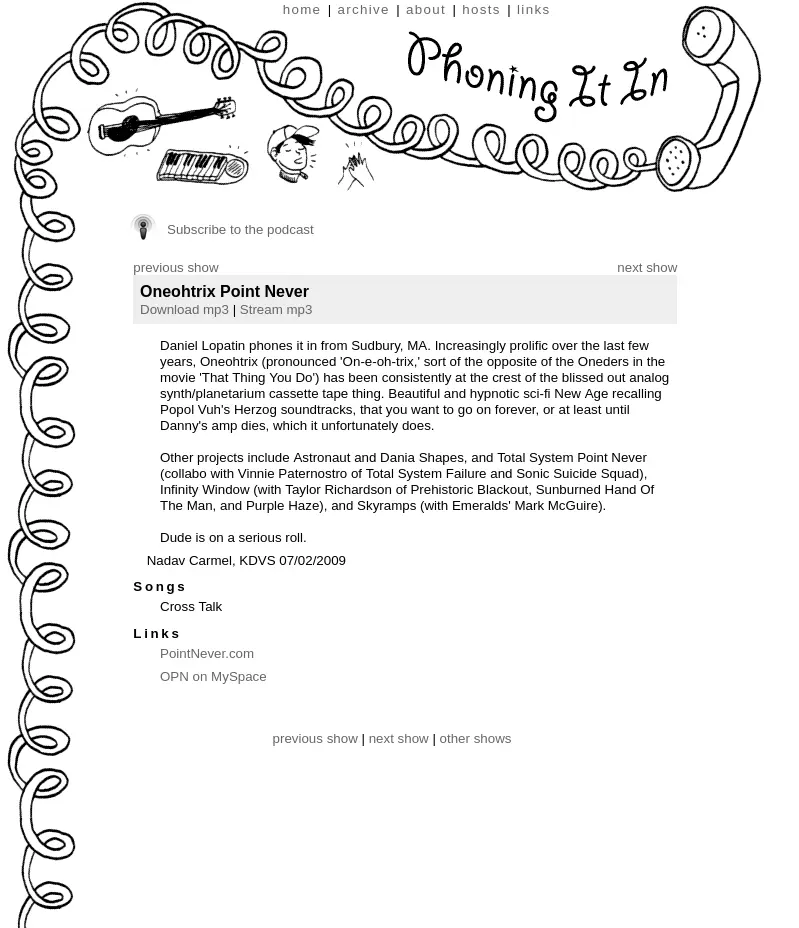 home | archive | about | hosts | links
Phoning It In
Subscribe to the podcast
previous show next show
Oneohtrix Point Never
Download mp3 | Stream mp3
Daniel Lopatin phones it in from Sudbury, MA. Increasingly prolific over the last few
years, Oneohtrix (pronounced 'On-e-oh-trix,' sort of the opposite of the Oneders in the
movie 'That Thing You Do') has been consistently at the crest of the blissed out analog
synth/planetarium cassette tape thing. Beautiful and hypnotic sci-fi New Age recalling
Popol Vuh's Herzog soundtracks, that you want to go on forever, or at least until
Danny's amp dies, which it unfortunately does.
Other projects include Astronaut and Dania Shapes, and Total System Point Never
(collabo with Vinnie Paternostro of Total System Failure and Sonic Suicide Squad),
Infinity Window (with Taylor Richardson of Prehistoric Blackout, Sunburned Hand Of
The Man, and Purple Haze), and Skyramps (with Emeralds' Mark McGuire).
Dude is on a serious roll.
Nadav Carmel, KDVS 07/02/2009
Songs
Cross Talk
Links
PointNever.com
OPN on MySpace
previous show | next show | other shows